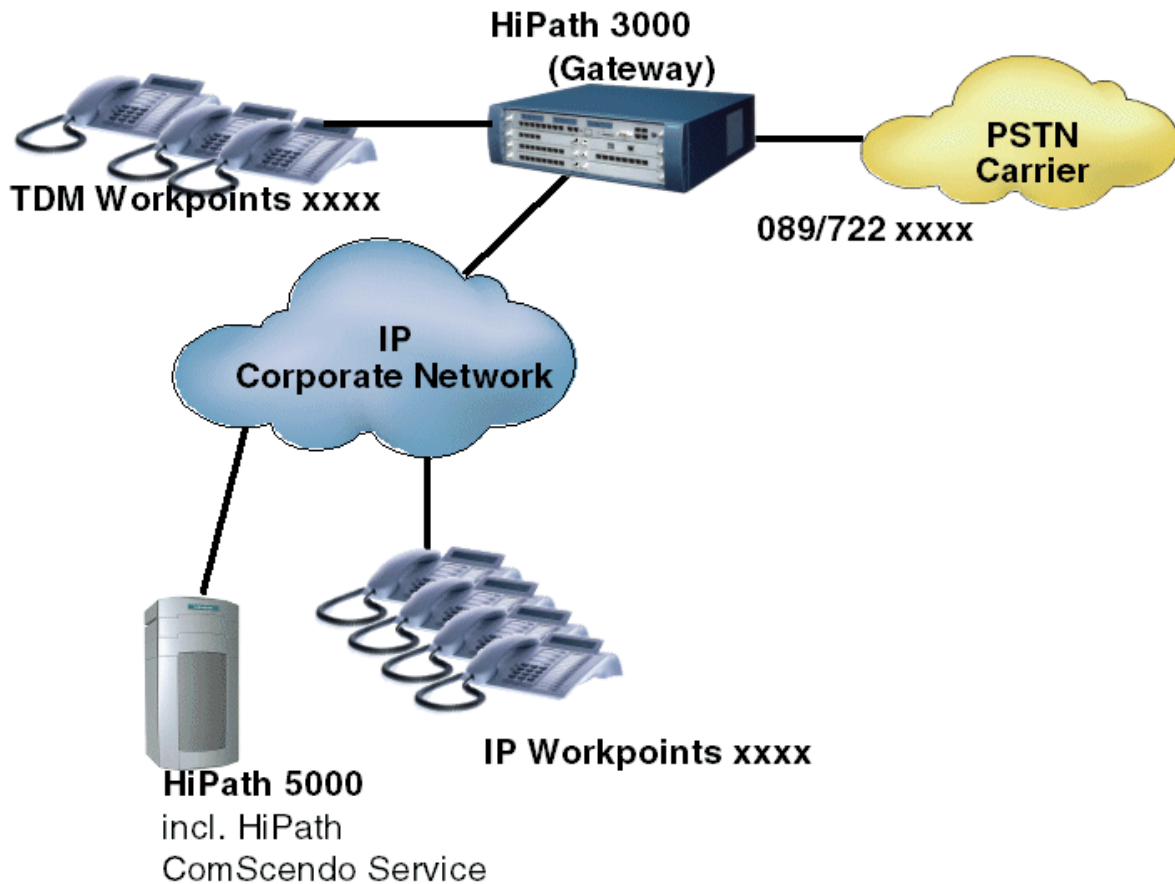 HiPath 3000
(Gateway)
PSTN
Carrier
TDM Workpoints xxxx
089/722 xxxx
IP
Corporate Network
IP Workpoints xxxx
HiPath 5000
incl. HiPath
ComScendo Service